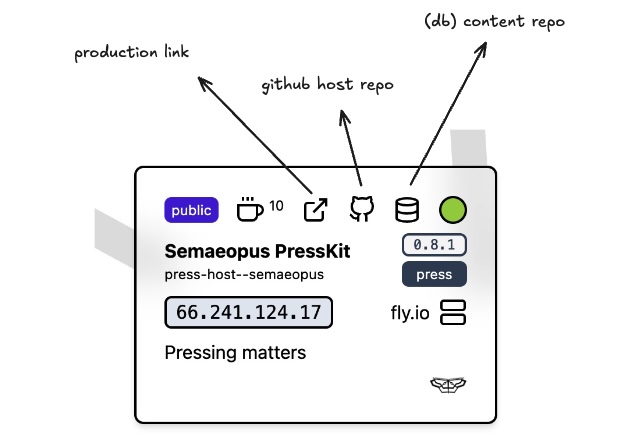 (db) content repo
production link
github host repo
public
10
Semaeopus PressKit
0.8.1
press-host--semaeopus
press
66.241.124.17
fly.io
Pressing matters